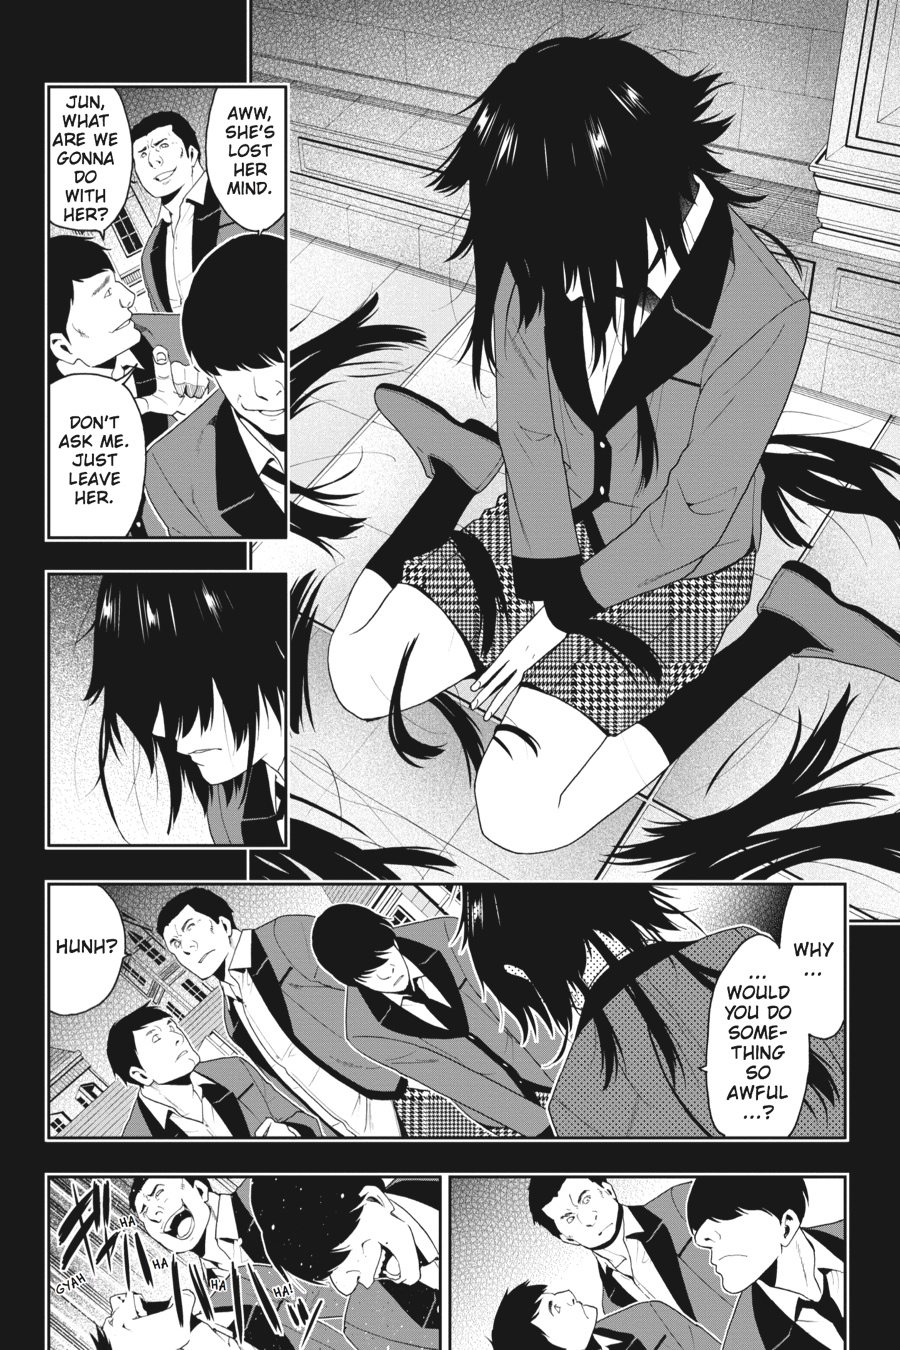 AWW,
SHE'S
LOST
HER
MIND.
JUN,
WHAT
ARE WE
GONNA
DO
WITH
HER?
DON'T
ASK ME.
JUST
LEAVE
HER.
WHY
...
...
WOULD
YOU DO
SOME-
THING
SO
AWFUL
...?
HUNH?
GYAH
HA
HA
HA
HA
HA!